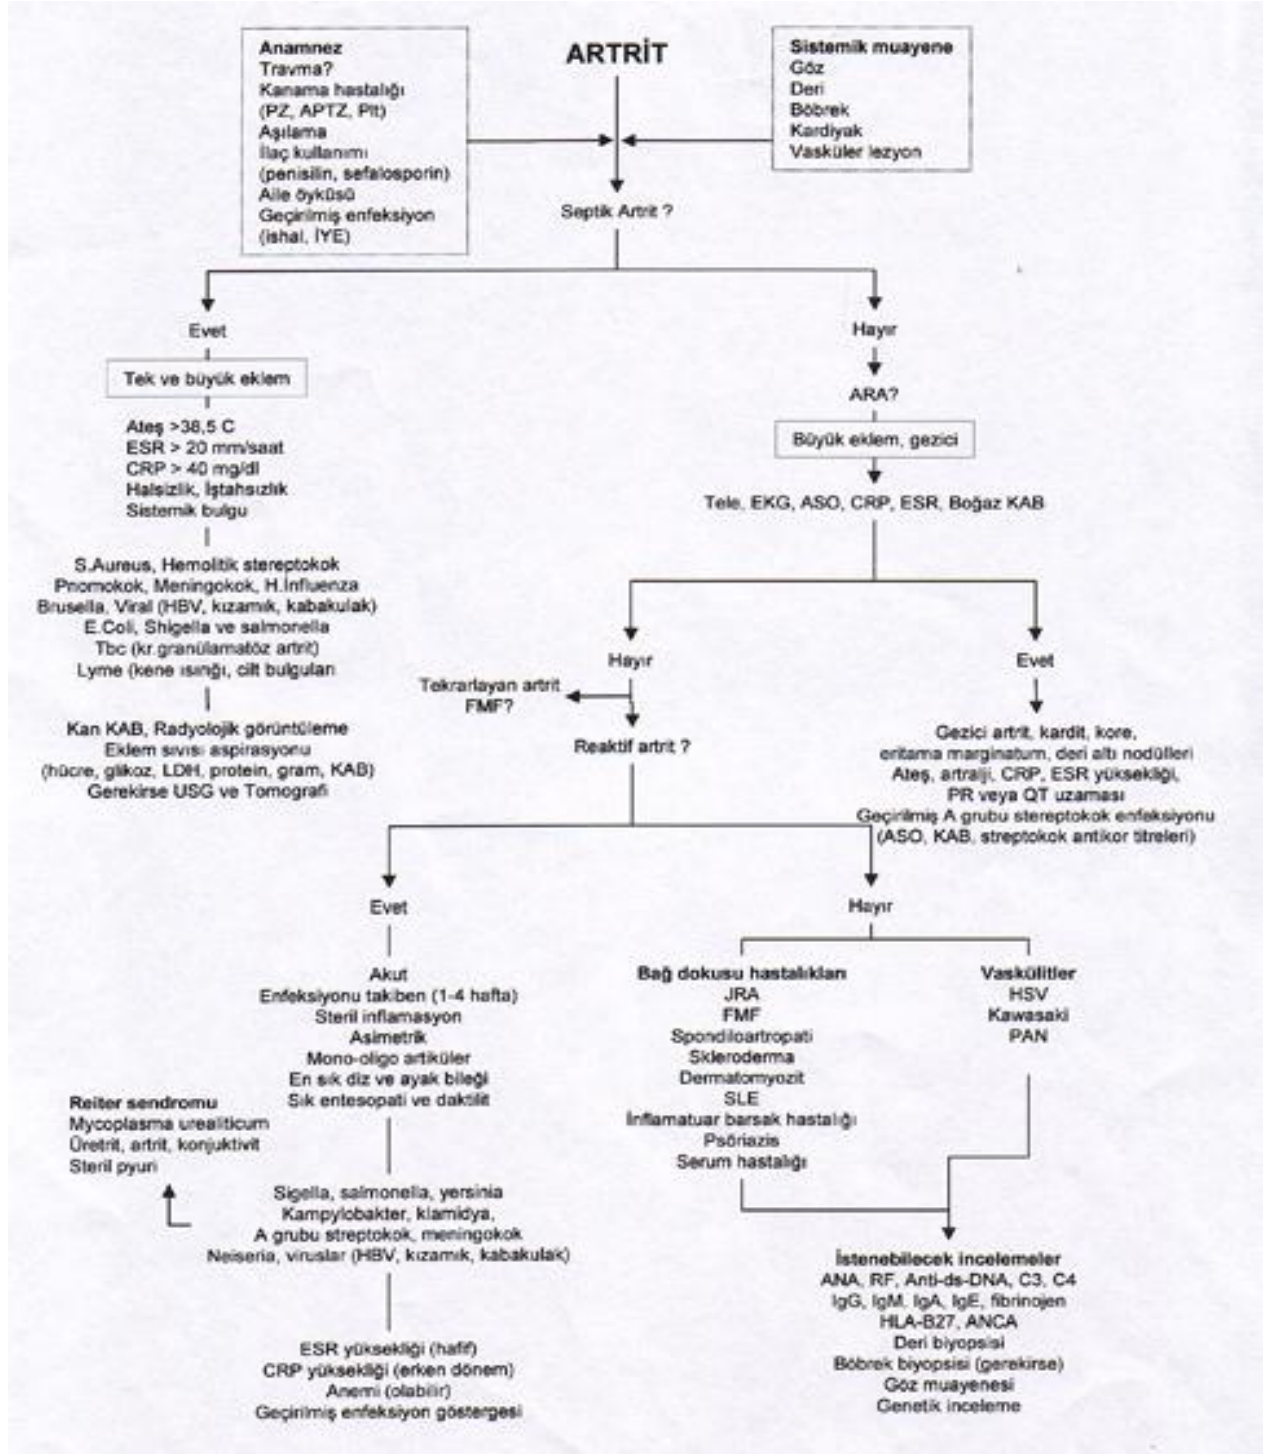 ARTRİT
Anamnez
Travma?
Kanama hastalığı
(PZ, APTZ, Plt)
Aşılama
İlaç kullanımı
(penisilin, sefalosporin)
Aile öyküsü
Geçirilmiş enfeksiyon
(ishal, İYE)
Sistemik muayene
Göz
Deri
Böbrek
Kardiyak
Vasküler lezyon
Septik Artrit ?
Evet
Tek ve büyük eklem
Ateş >38,5 C
ESR > 20 mm/saat
CRP > 40 mg/dl
Halsizlik, İştahsızlık
Sistemik bulgu
S.Aureus, Hemolitik stereptokok
Pnomokok, Meningokok, H.İnfluenza
Brusella, Viral (HBV, kızamık, kabakulak)
E.Coli, Shigella ve salmonella
Tbc (kr.granülamatöz artrit)
Lyme (kene ısırığı, cilt bulguları
Kan KAB, Radyolojik görüntüleme
Eklem sıvısı aspirasyonu
(hücre, glikoz, LDH, protein, gram, KAB)
Gerekirse USG ve Tomografi
Hayır
ARA?
Büyük eklem, gezici
Tele, EKG, ASO, CRP, ESR, Boğaz KAB
Hayır
Tekrarlayan artrit
FMF?
Reaktif artrit ?
Evet
Gezici artrit, kardit, kore,
eritama marginatum, deri altı nodülleri
Ateş, artralji, CRP, ESR yüksekliği,
PR veya QT uzaması
Geçirilmiş A grubu stereptokok enfeksiyonu
(ASO, KAB, streptokok antikor titreleri)
Evet
Akut
Enfeksiyonu takiben (1-4 hafta)
Steril inflamasyon
Asimetrik
Mono-oligo artiküler
En sık diz ve ayak bileği
Sık entesopati ve daktilit
Reiter sendromu
Mycoplasma urealiticum
Üretrit, artrit, konjuktivit
Steril pyuri
Sigella, salmonella, yersinia
Kampylobakter, klamidya,
A grubu streptokok, meningokok
Neiseria, viruslar (HBV, kızamık, kabakulak)
ESR yüksekliği (hafif)
CRP yüksekliği (erken dönem)
Anemi (olabilir)
Geçirilmiş enfeksiyon göstergesi
Hayır
Bağ dokusu hastalıkları
JRA
FMF
Spondiloartropati
Skleroderma
Dermatomyozit
SLE
İnflamatuar barsak hastalığı
Psöriazis
Serum hastalığı
Vaskülitler
HSV
Kawasaki
PAN
İstenebilecek incelemeler
ANA, RF, Anti-ds-DNA, C3, C4
IgG, IgM, IgA, IgE, fibrinojen
HLA-B27, ANCA
Deri biyopsisi
Böbrek biyopsisi (gerekirse)
Göz muayenesi
Genetik inceleme